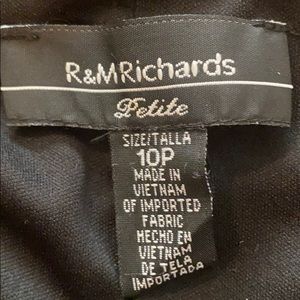 R&MRichards
Petite
SIZE/TALLA
10P
MADE IN
VIETNAM
OF IMPORTED
FABRIC
HECHO EN
VIETNAM
DE TELA
IMPORTADA